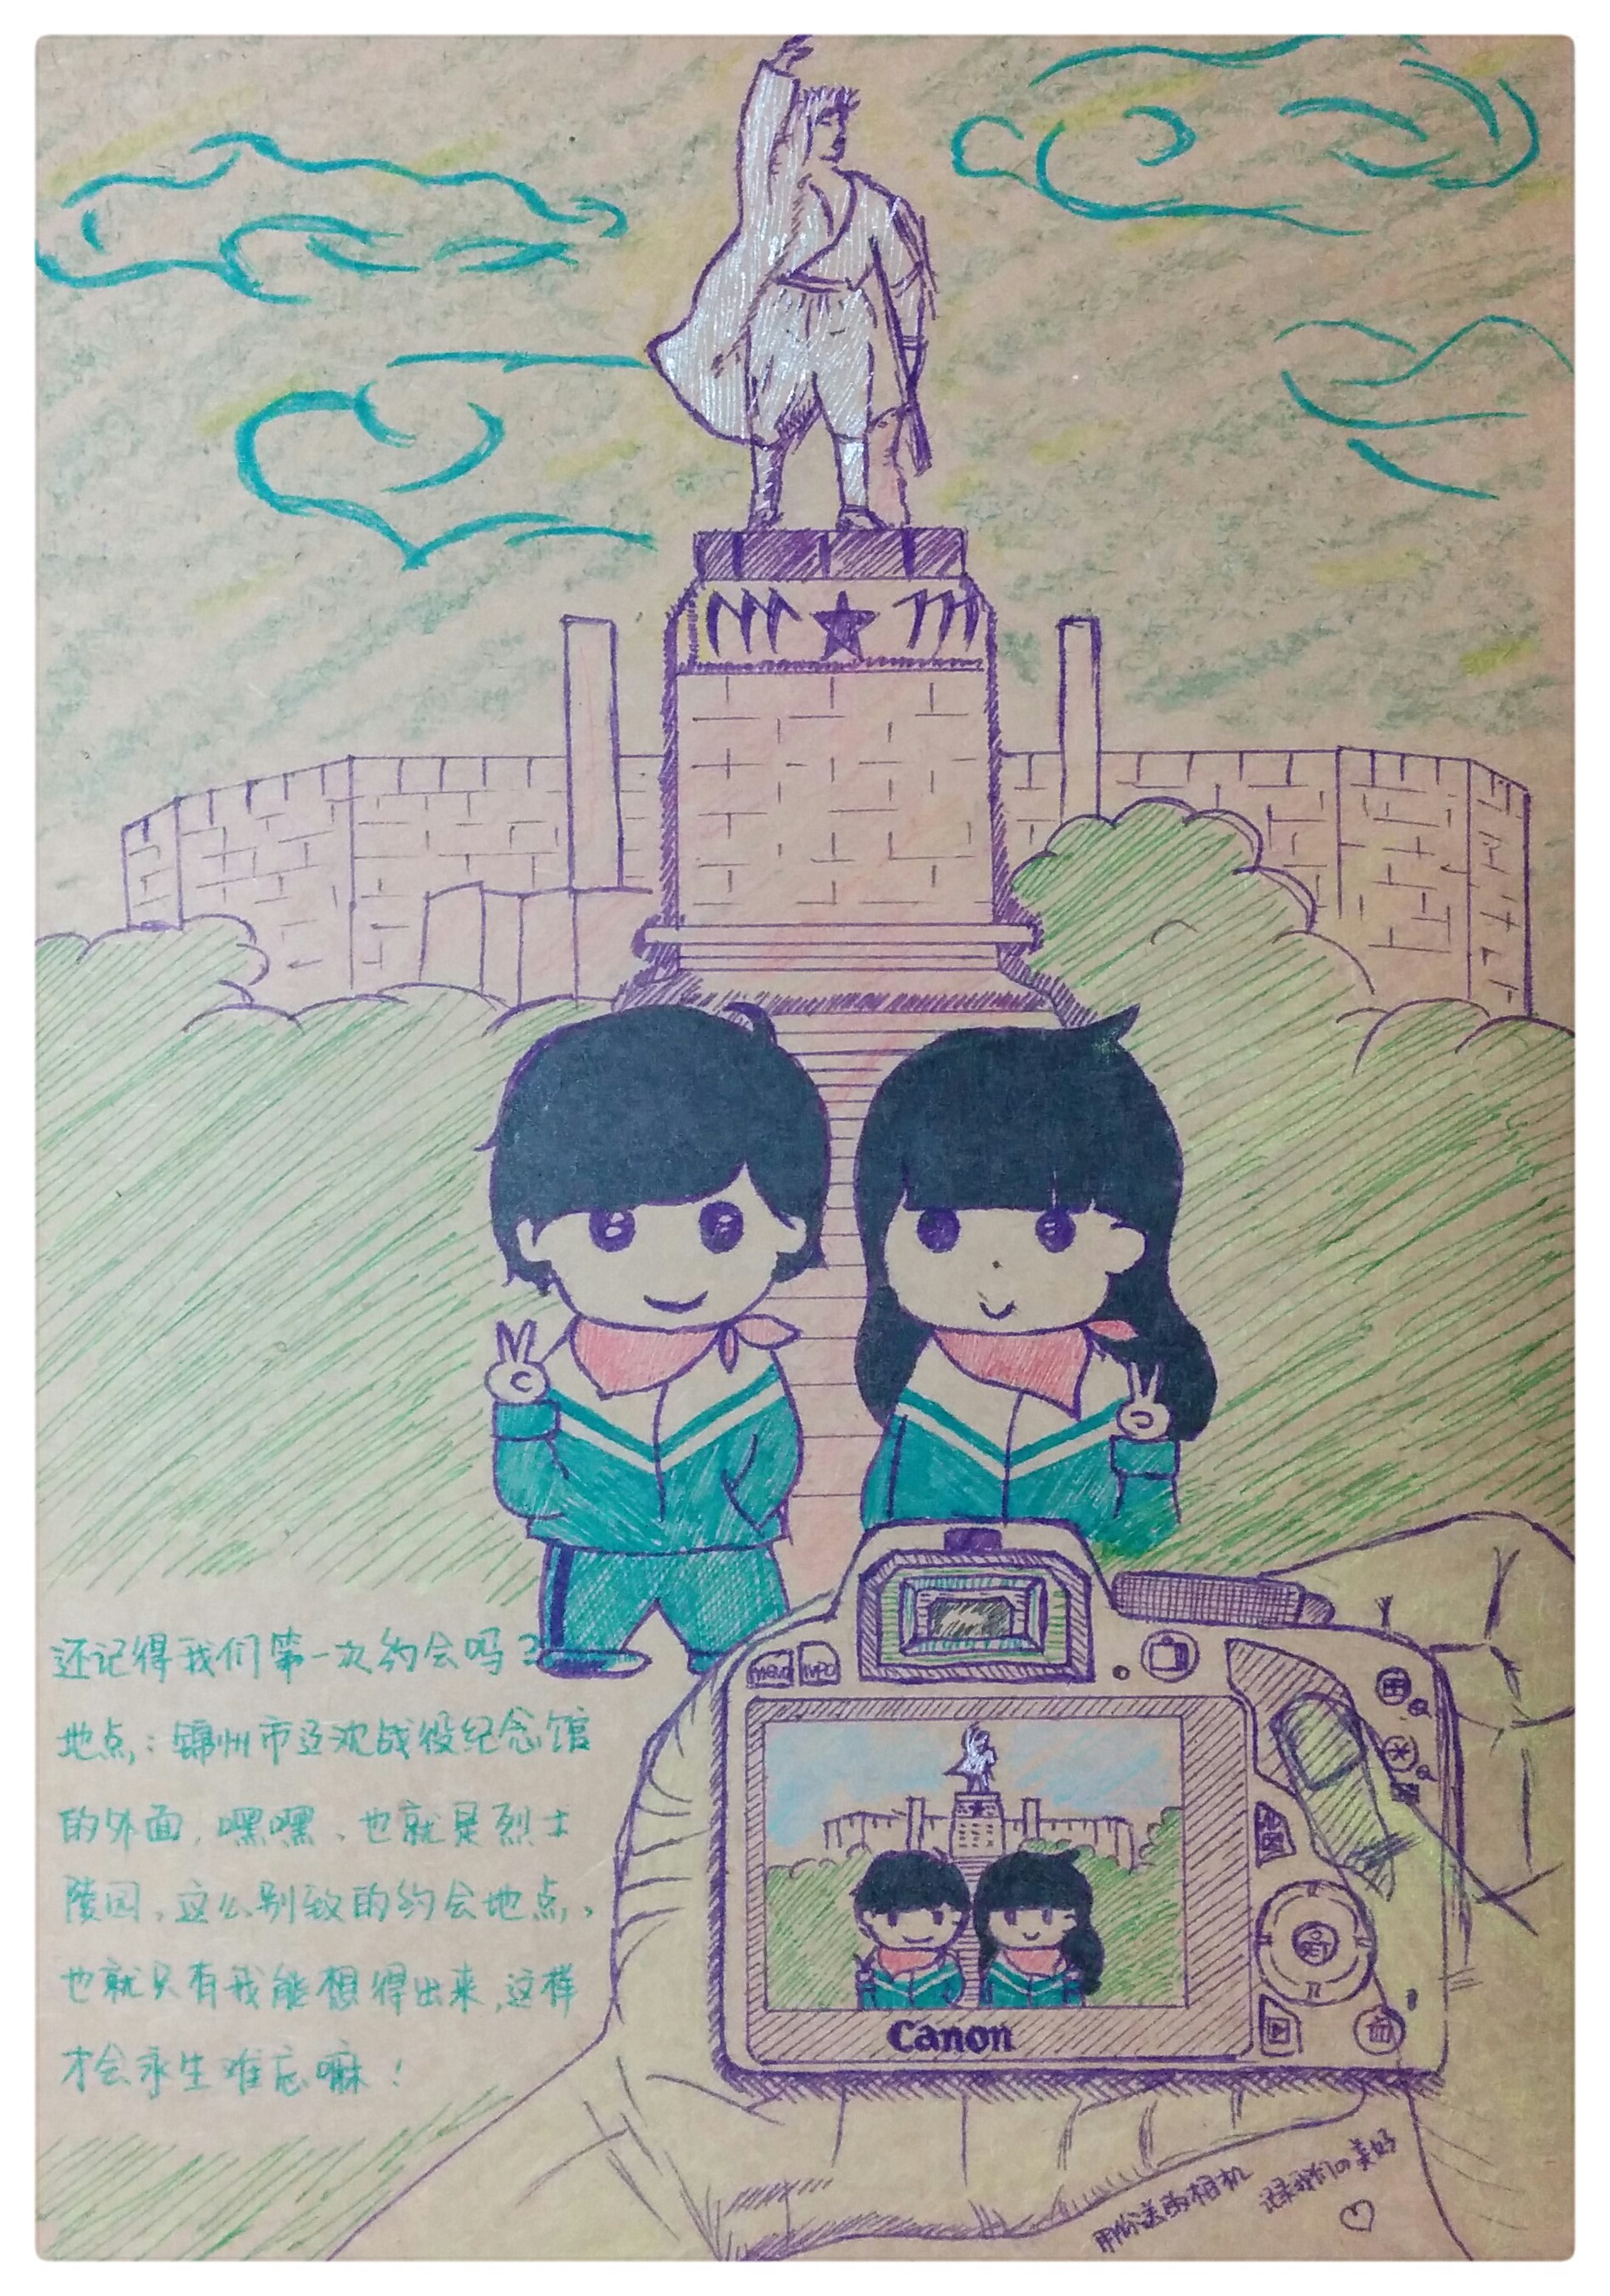 还记得我们第一次约会吗？
地点：锦州市辽沈战役纪念馆
的外面，嘿嘿，也就是烈士
陵园，这么别致的约会地点，
也就只有我能想得出来，这样
才会永生难忘嘛！
menu info
SET
Canon
用你送的相机
记录我们的美好